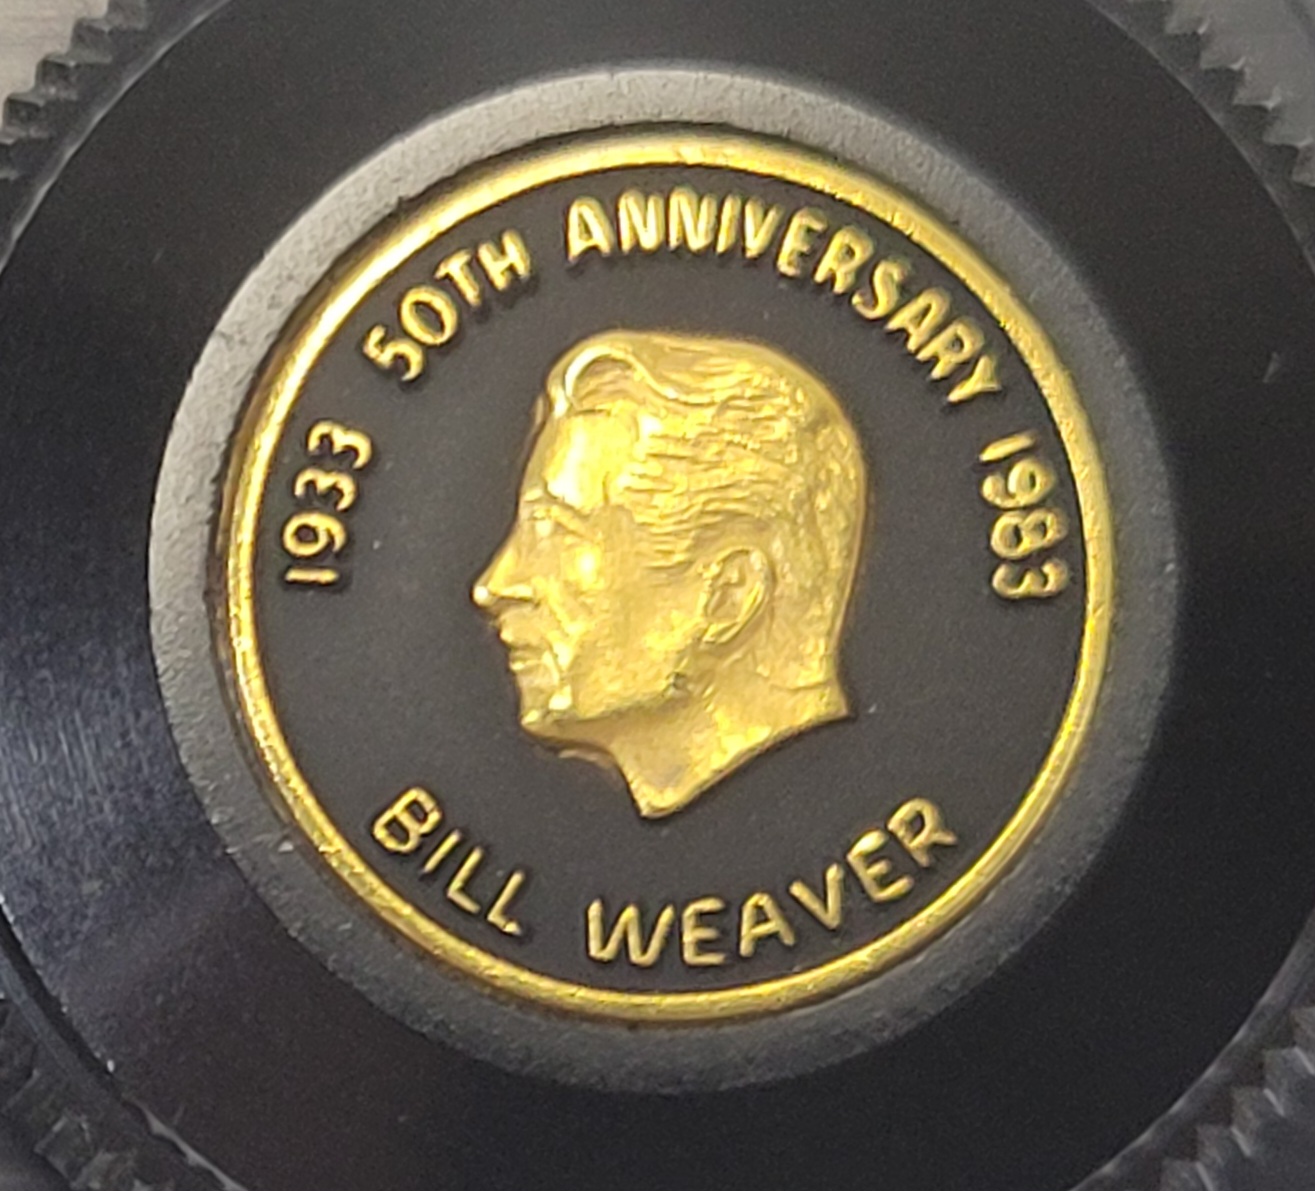 1933 50TH ANNIVERSARY 1983
BILL WEAVER